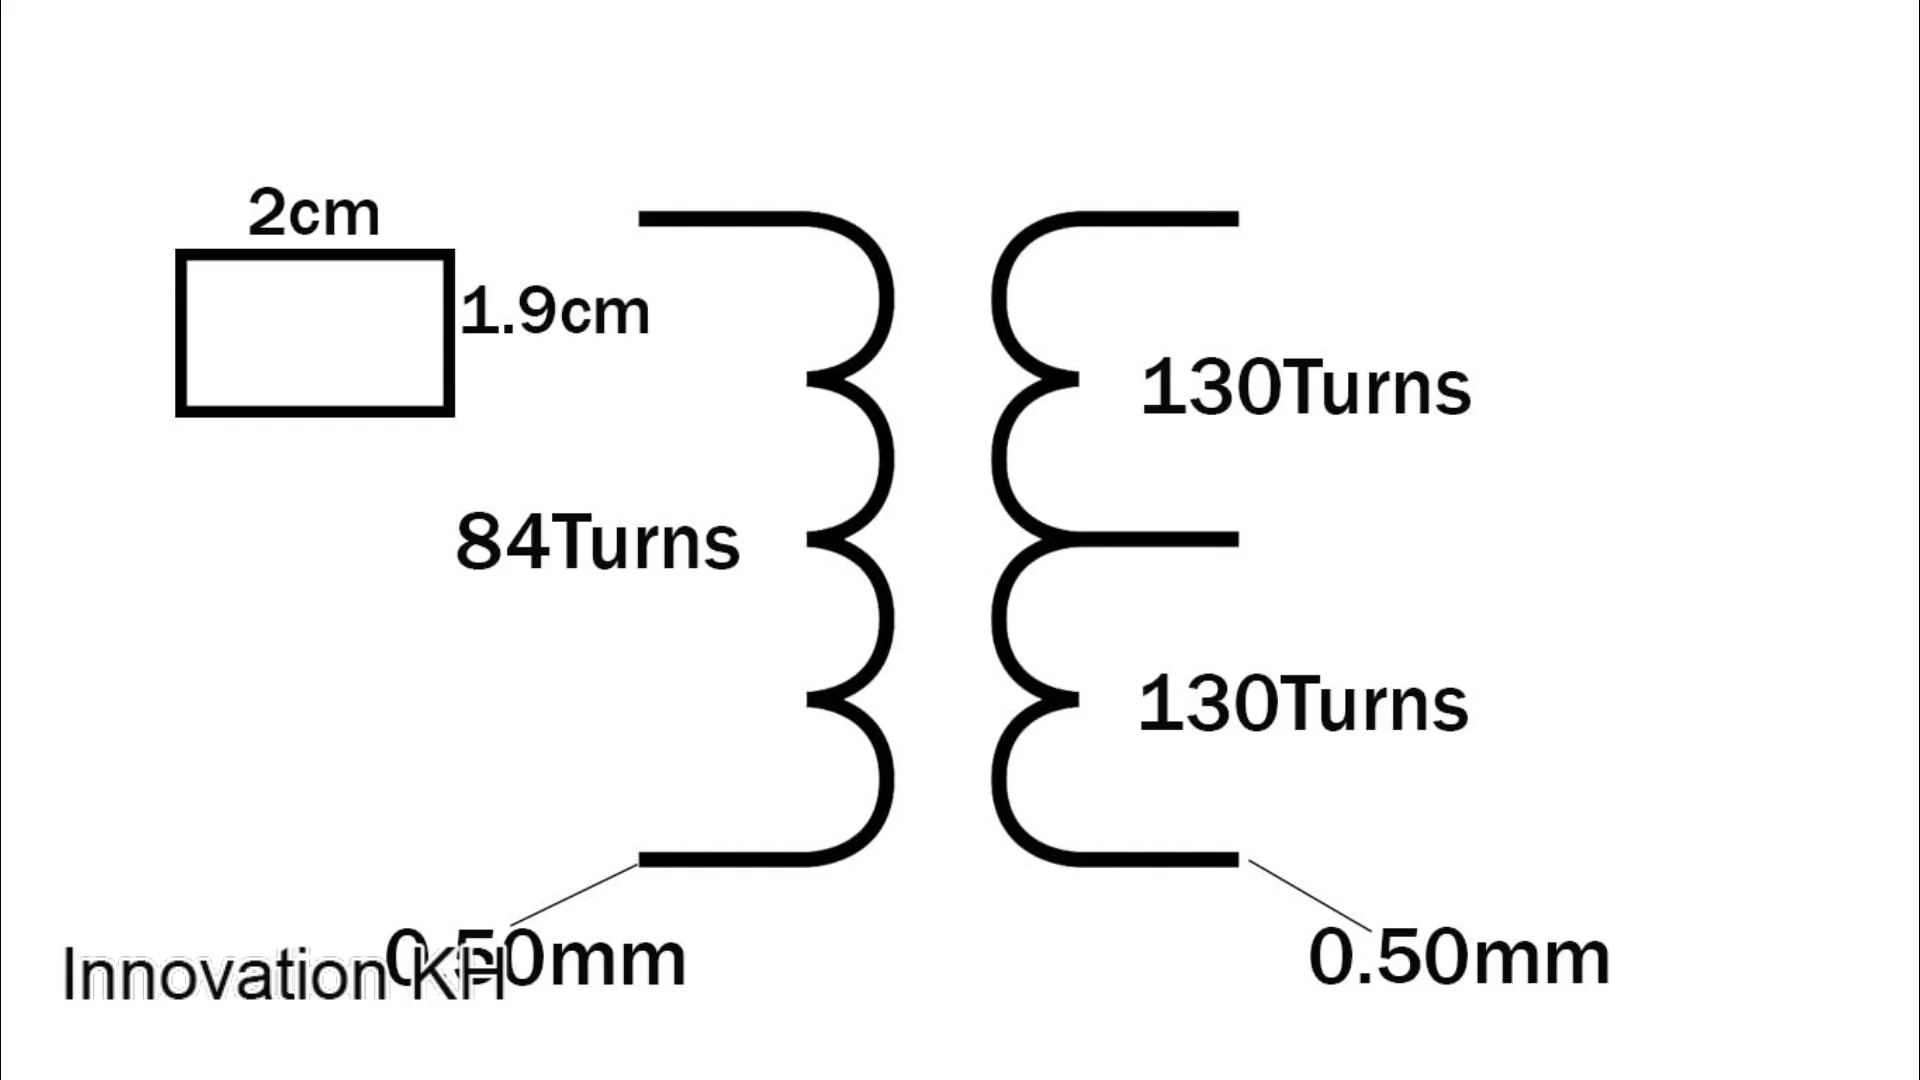 2cm
1.9cm
130Turns
84Turns
130Turns
0.50mm
Innovation KH
0.50mm